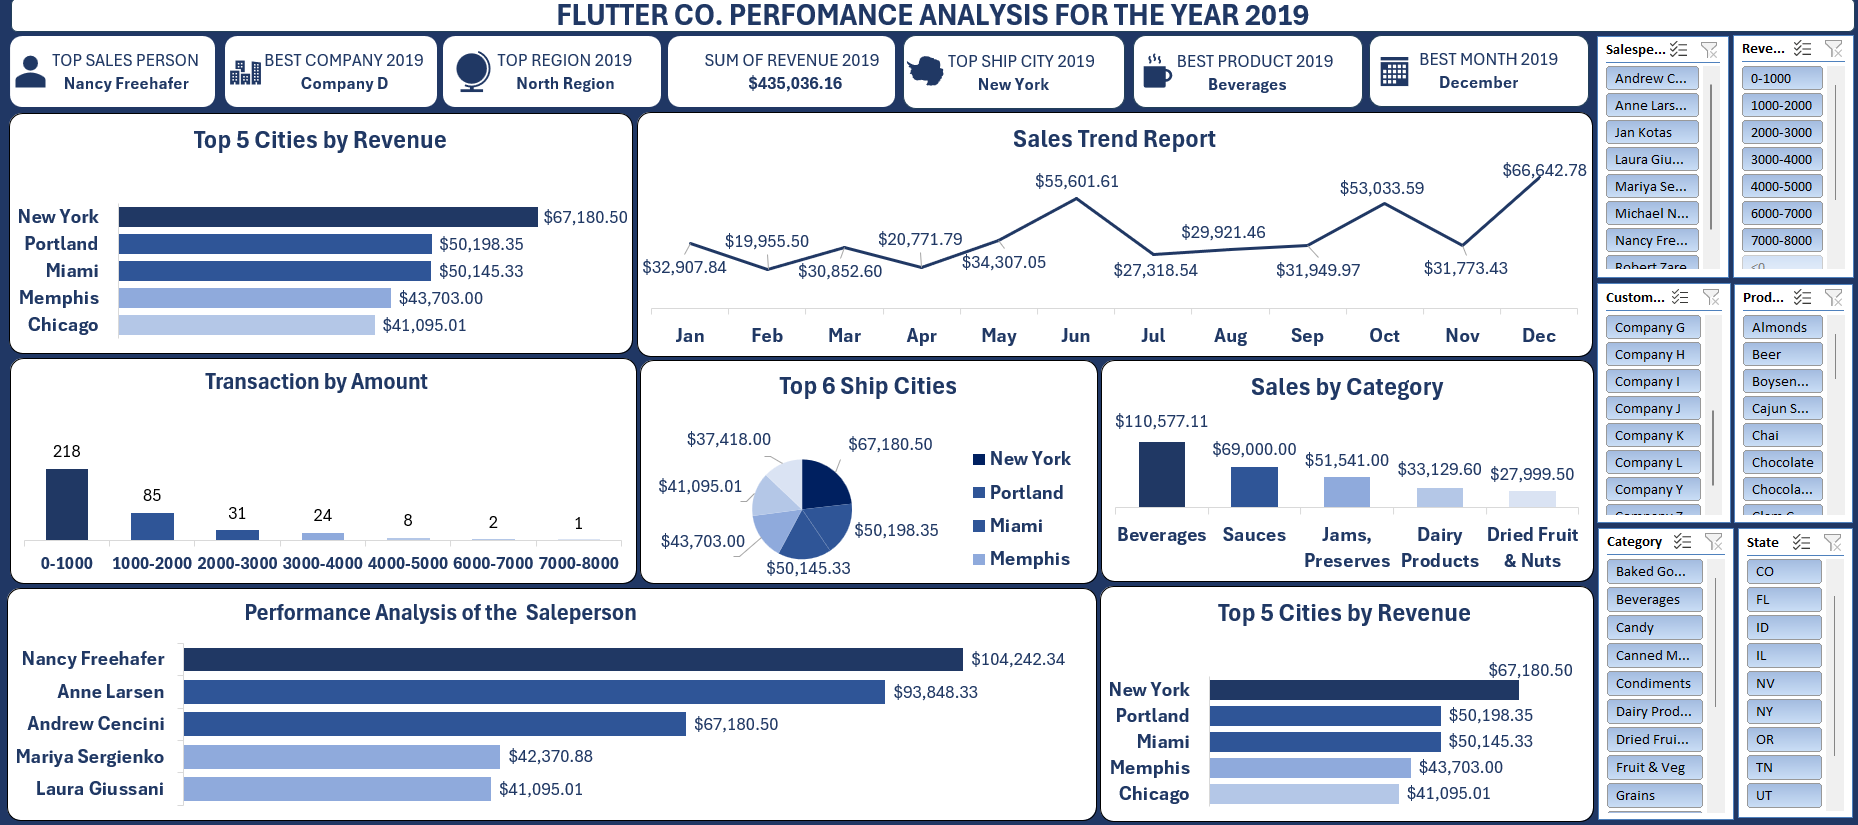 FLUTTER CO. PERFOMANCE ANALYSIS FOR THE YEAR 2019
TOP SALES PERSON
Nancy Freehafer
BEST COMPANY 2019
Company D
TOP REGION 2019
North Region
SUM OF REVENUE 2019
$435,036.16
TOP SHIP CITY 2019
New York
BEST PRODUCT 2019
Beverages
BEST MONTH 2019
December
Top 5 Cities by Revenue
New York $67,180.50
Portland $50,198.35
Miami $50,145.33
Memphis $43,703.00
Chicago $41,095.01
Sales Trend Report
$32,907.84 $19,955.50 $30,852.60 $20,771.79 $34,307.05 $55,601.61 $27,318.54 $29,921.46 $31,949.97 $53,033.59 $31,773.43 $66,642.78
Jan Feb Mar Apr May Jun Jul Aug Sep Oct Nov Dec
Transaction by Amount
218 85 31 24 8 2 1
0-1000 1000-2000 2000-3000 3000-4000 4000-5000 6000-7000 7000-8000
Top 6 Ship Cities
$67,180.50
$50,198.35
$50,145.33
$43,703.00
$41,095.01
$37,418.00
New York
Portland
Miami
Memphis
Sales by Category
$110,577.11 $69,000.00 $51,541.00 $33,129.60 $27,999.50
Beverages Sauces Jams, Dairy Dried Fruit
Preserves Products & Nuts
Performance Analysis of the Saleperson
Nancy Freehafer $104,242.34
Anne Larsen $93,848.33
Andrew Cencini $67,180.50
Mariya Sergienko $42,370.88
Laura Giussani $41,095.01
Top 5 Cities by Revenue
New York $67,180.50
Portland $50,198.35
Miami $50,145.33
Memphis $43,703.00
Chicago $41,095.01
Salespe...
Andrew C...
Anne Lars...
Jan Kotas
Laura Giu...
Mariya Se...
Michael N...
Nancy Fre...
Robert Zare
Reve...
0-1000
1000-2000
2000-3000
3000-4000
4000-5000
6000-7000
7000-8000
<0
Custom...
Company G
Company H
Company I
Company J
Company K
Company L
Company Y
Prod...
Almonds
Beer
Boysen...
Cajun S...
Chai
Chocolate
Chocola...
Category
Baked Go...
Beverages
Candy
Canned M...
Condiments
Dairy Prod...
Dried Frui...
Fruit & Veg
Grains
State
CO
FL
ID
IL
NV
NY
OR
TN
UT